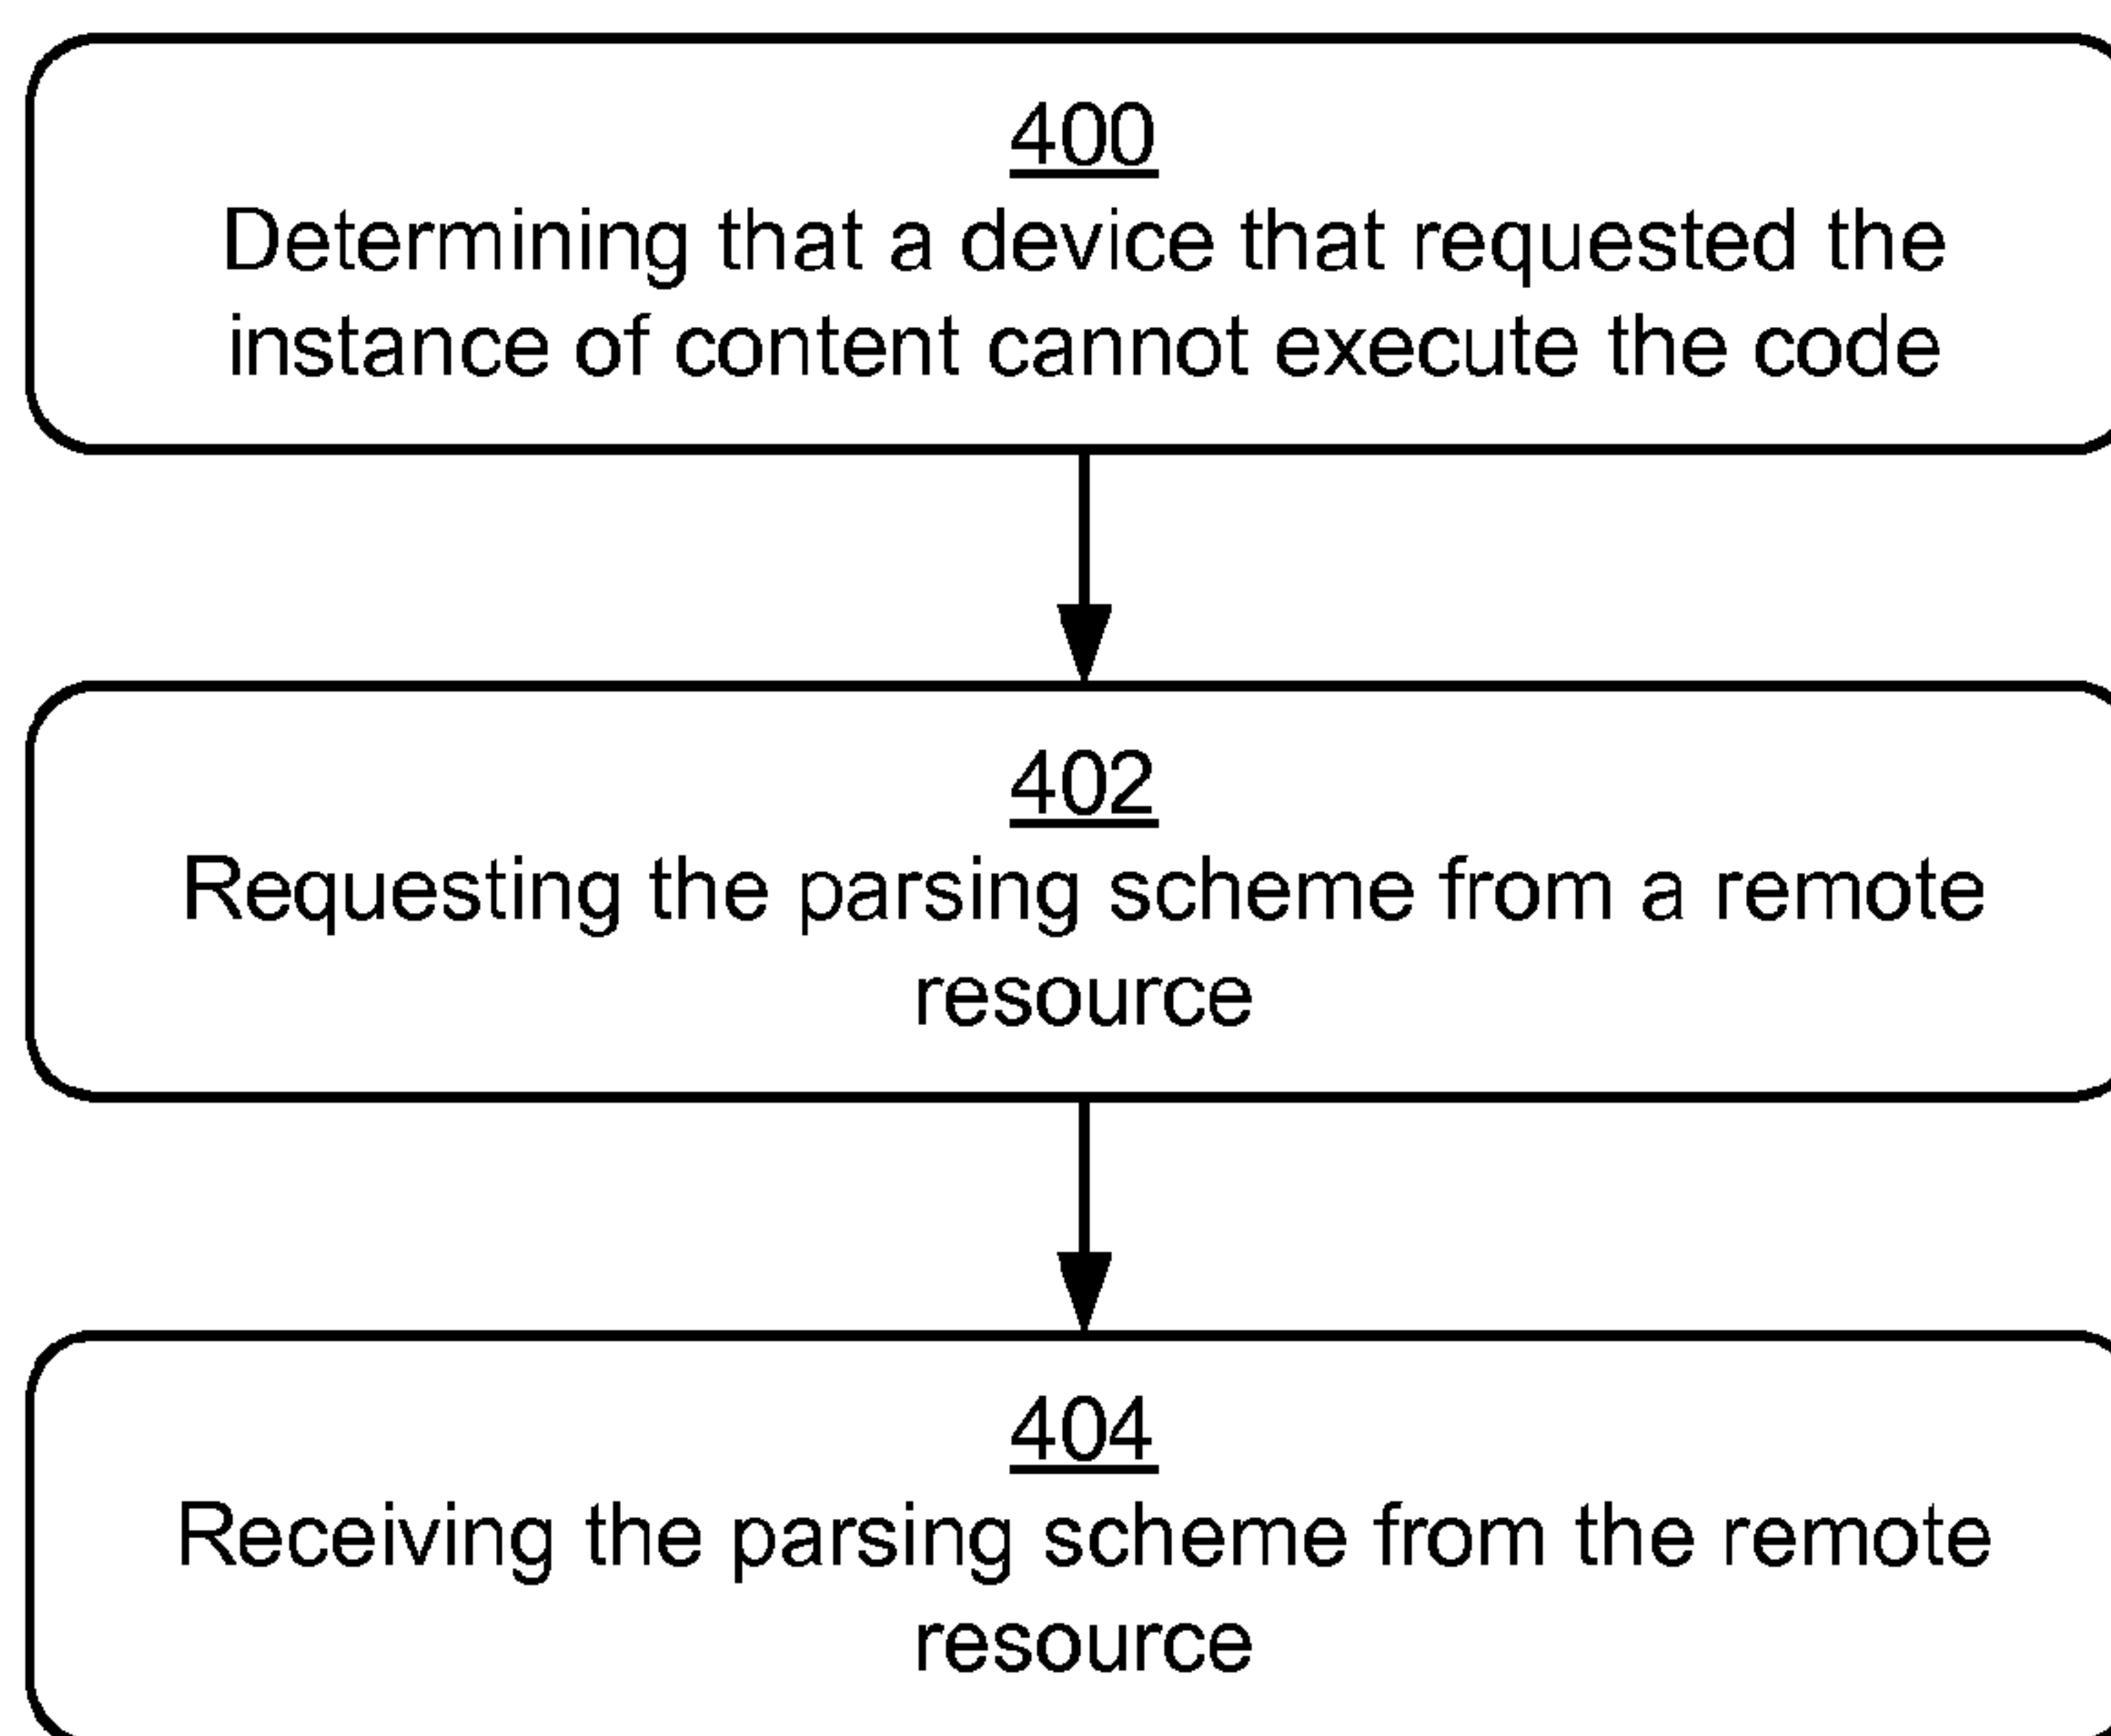 400
Determining that a device that requested the
instance of content cannot execute the code
402
Requesting the parsing scheme from a remote
resource
404
Receiving the parsing scheme from the remote
resource